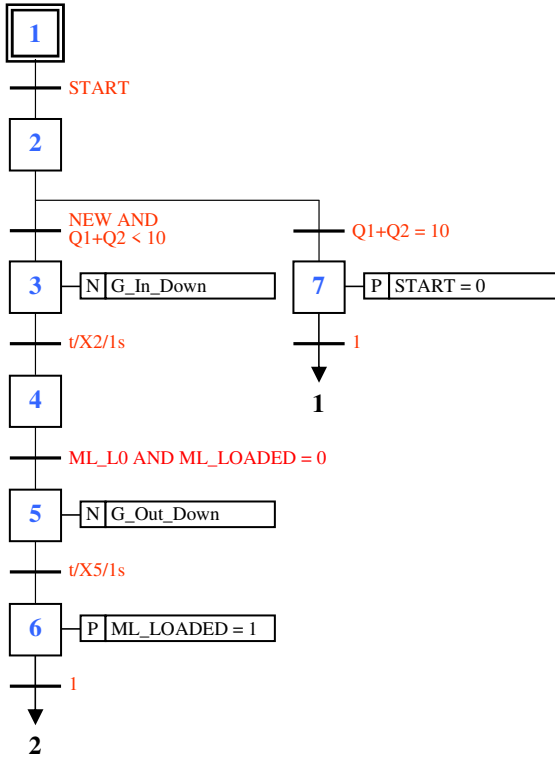 1
START
2
NEW AND
Q1+Q2 < 10
Q1+Q2 = 10
3
N G_In_Down
7
P START = 0
t/X2/1s
1
4
1
ML_L0 AND ML_LOADED = 0
5
N G_Out_Down
t/X5/1s
6
P ML_LOADED = 1
1
2